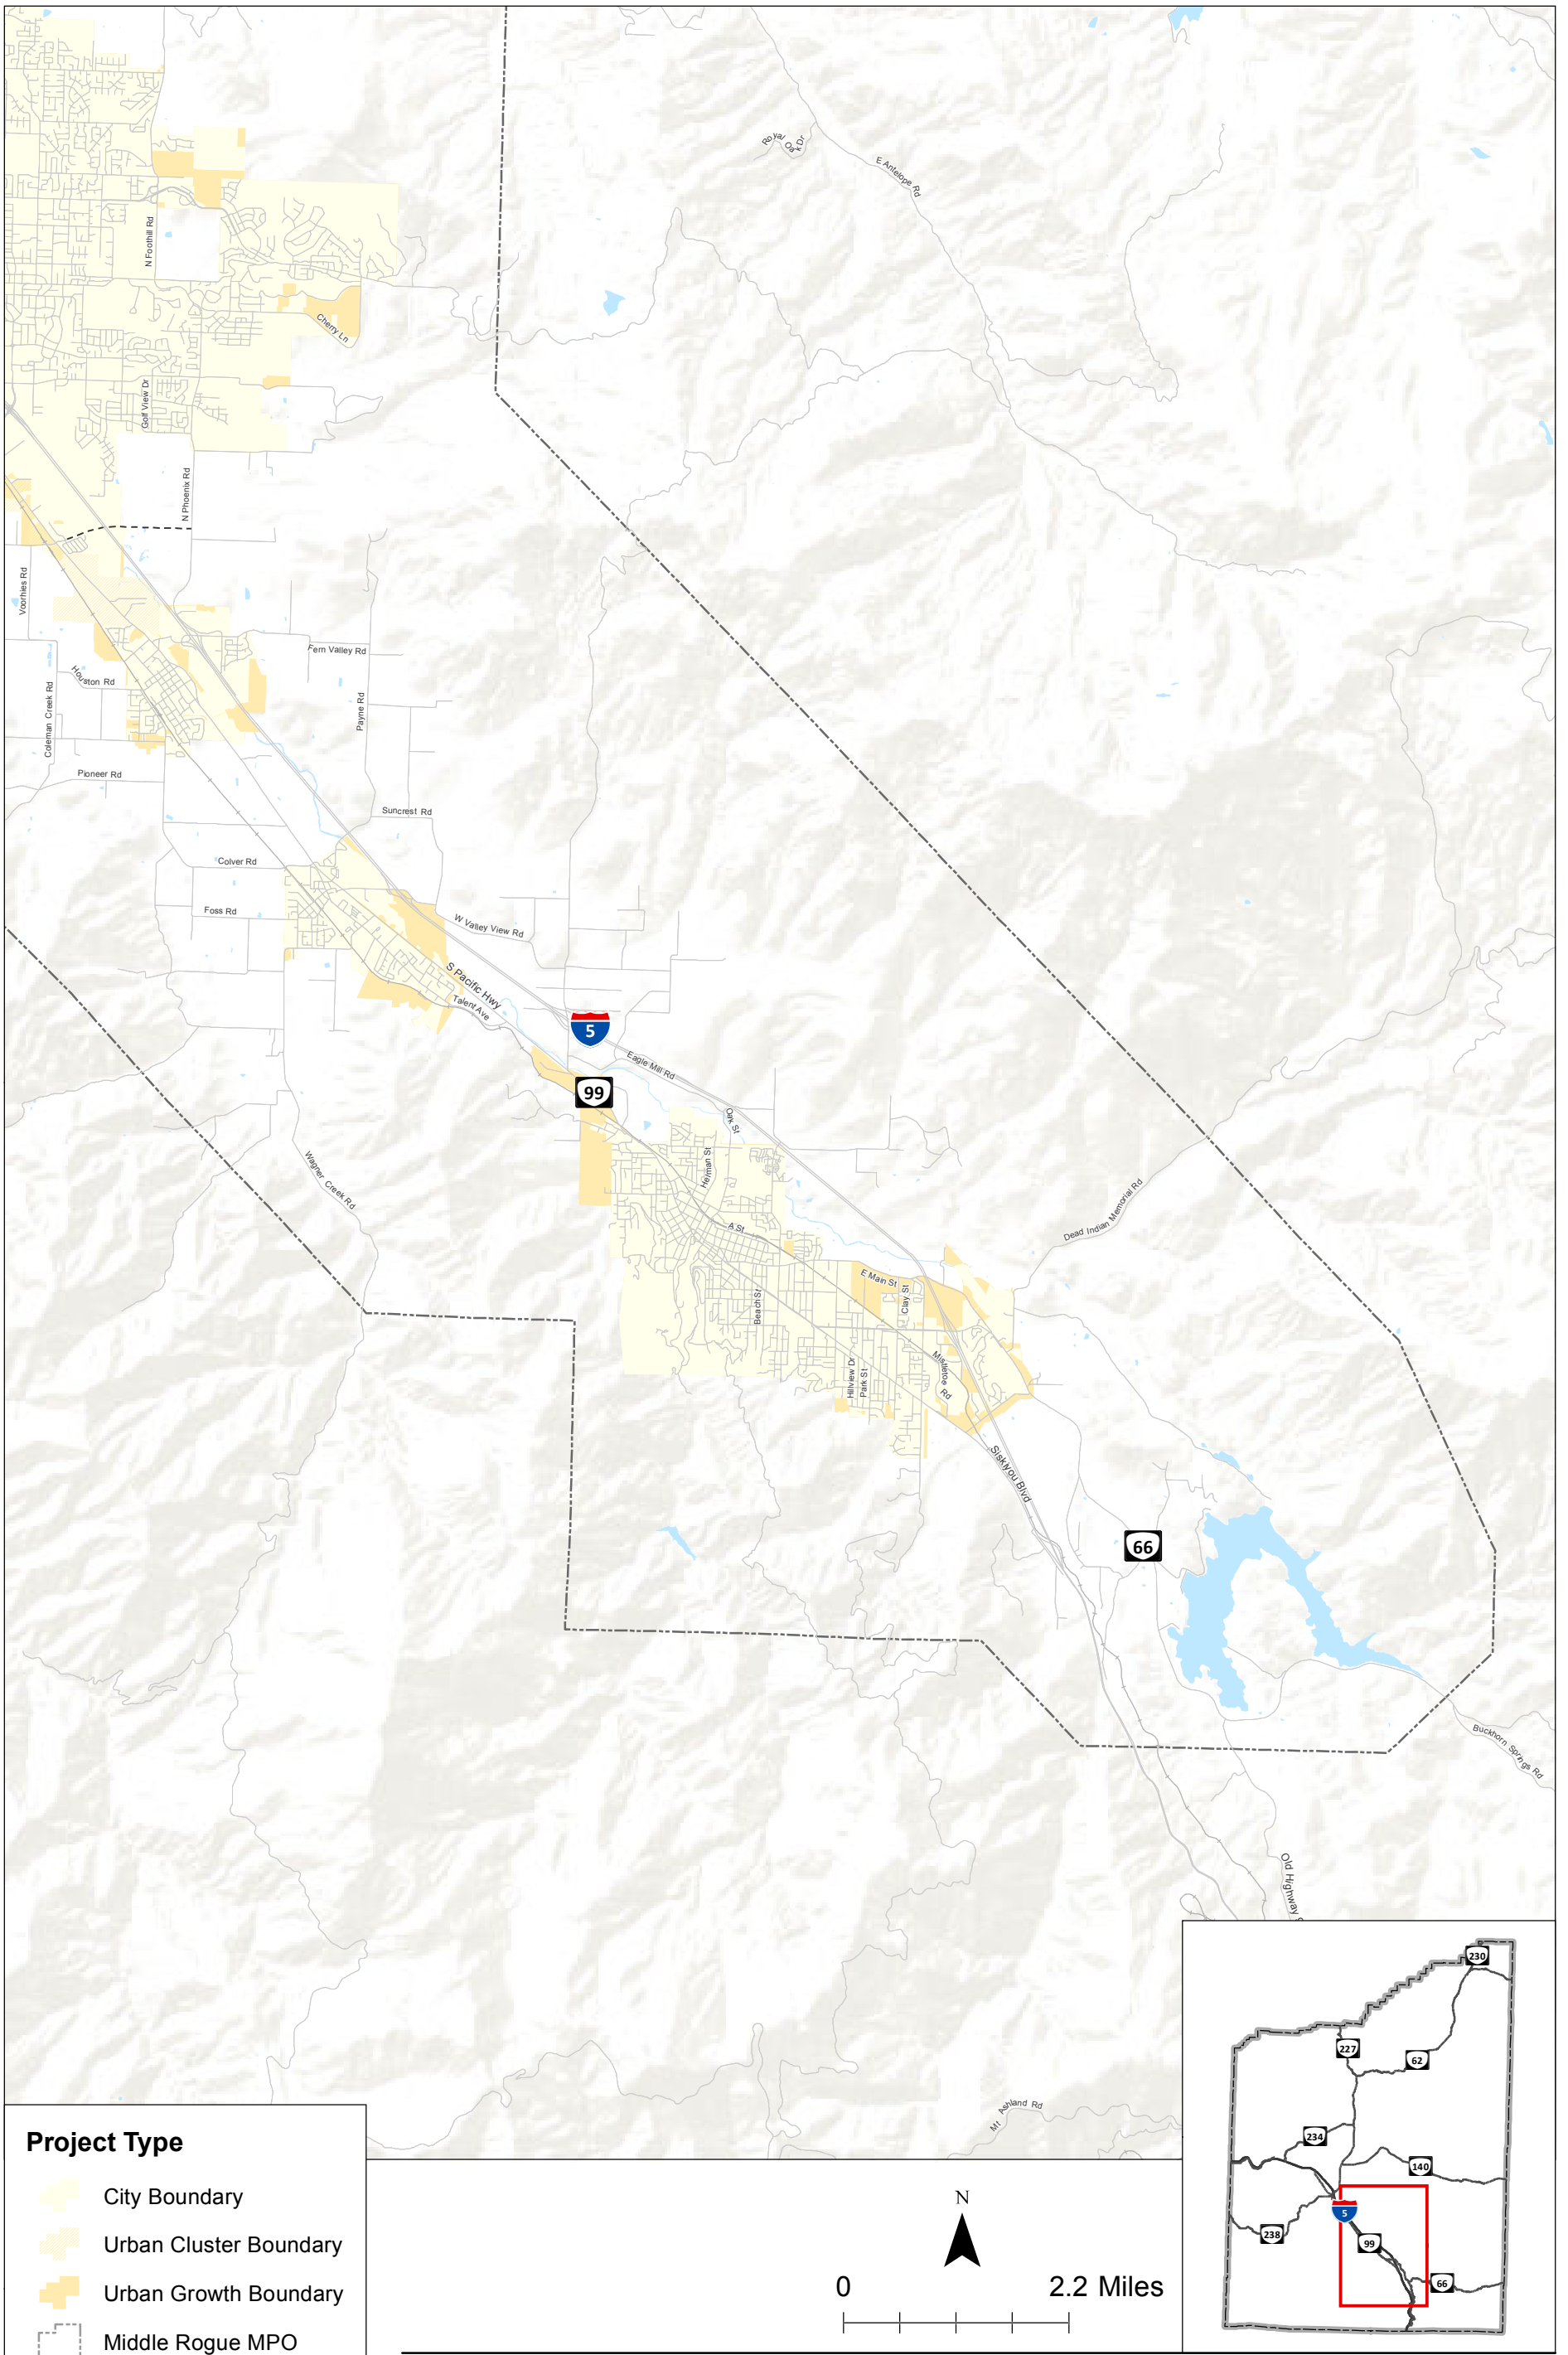 Royal Oak Dr
E Antelope Rd
N Foothill Rd
Cherry Ln
Golf View Dr
N Phoenix Rd
Voorhies Rd
Fern Valley Rd
Houston Rd
Coleman Creek Rd
Payne Rd
Pioneer Rd
Suncrest Rd
Colver Rd
Foss Rd
W Valley View Rd
S Pacific Hwy
Talent Ave
5
Eagle Mill Rd
99
Oak St
Helman St
Wagner Creek Rd
Dead Indian Memorial Rd
A St
E Main St
Clay St
Beach St
Mistletoe Rd
Hillview Dr
Park St
Siskiyou Blvd
66
Buckhorn Springs Rd
Old Highway
Mt Ashland Rd
230
227
62
234
140
5
238
99
66
Project Type
City Boundary
Urban Cluster Boundary
Urban Growth Boundary
Middle Rogue MPO
N
0 2.2 Miles